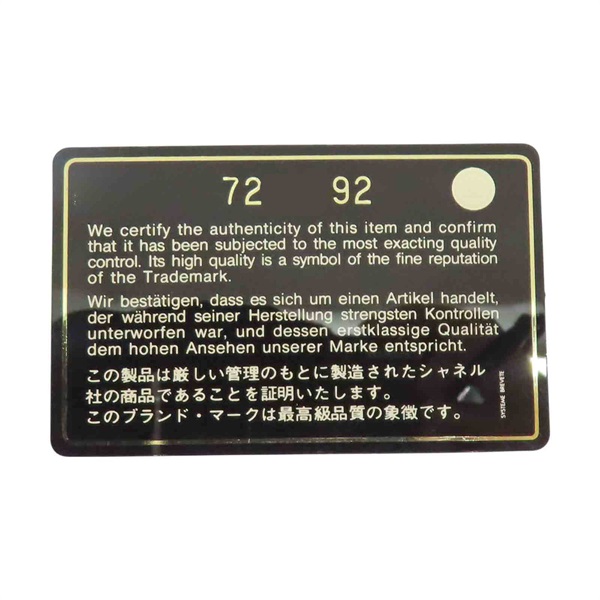 72 92
We certify the authenticity of this item and confirm
that it has been subjected to the most exacting quality
control. Its high quality is a symbol of the fine reputation
of the Trademark.
Wir bestätigen, dass es sich um einen Artikel handelt,
der während seiner Herstellung strengsten Kontrollen
unterworfen war, und dessen erstklassige Qualität
dem hohen Ansehen unserer Marke entspricht.
この製品は厳しい管理のもとに製造されたシャネル
社の商品であることを証明いたします。
このブランド・マークは最高級品質の象徴です。
SYSTEME BREVETE